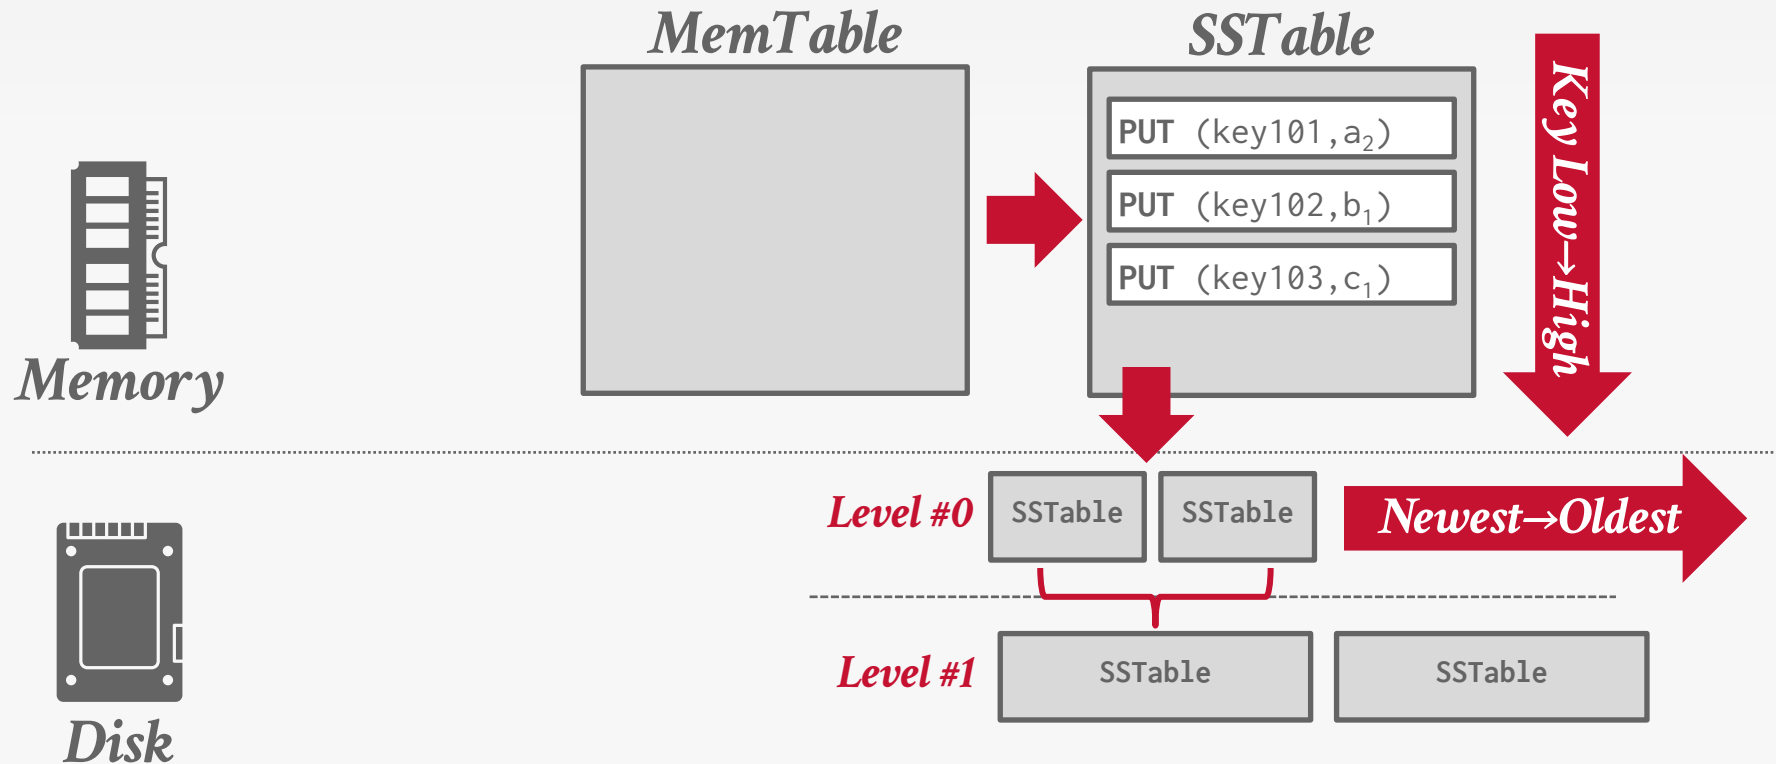 MemTable
SSTable
PUT (key101,a₂)
PUT (key102,b₁)
PUT (key103,c₁)
Key Low→High
Memory
Level #0
SSTable
SSTable
Newest→Oldest
Level #1
SSTable
SSTable
Disk